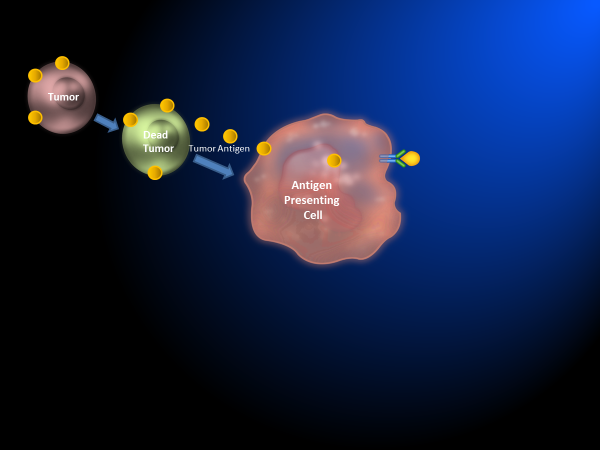 Tumor
Dead
Tumor
Tumor Antigen
Antigen
Presenting
Cell